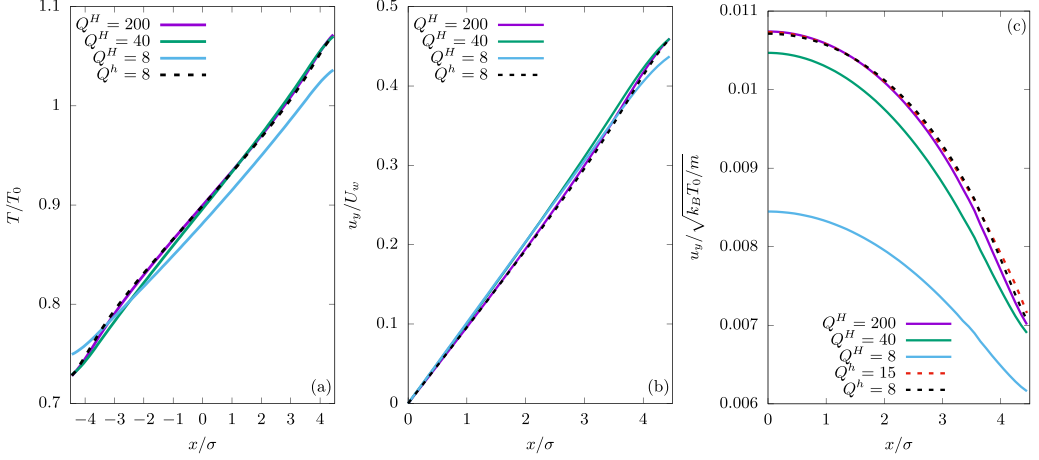 1.1
1
0.9
0.8
0.7
T/T₀
Q^H = 200
Q^H = 40
Q^H = 8
Q^h = 8
(a)
−4 −3 −2 −1 0 1 2 3 4
x/σ
0.5
0.4
0.3
0.2
0.1
0
u_y/U_w
Q^H = 200
Q^H = 40
Q^H = 8
Q^h = 8
(b)
0 1 2 3 4
x/σ
0.011
0.01
0.009
0.008
0.007
0.006
u_y/√(k_B T₀/m)
(c)
Q^H = 200
Q^H = 40
Q^H = 8
Q^h = 15
Q^h = 8
0 1 2 3 4
x/σ